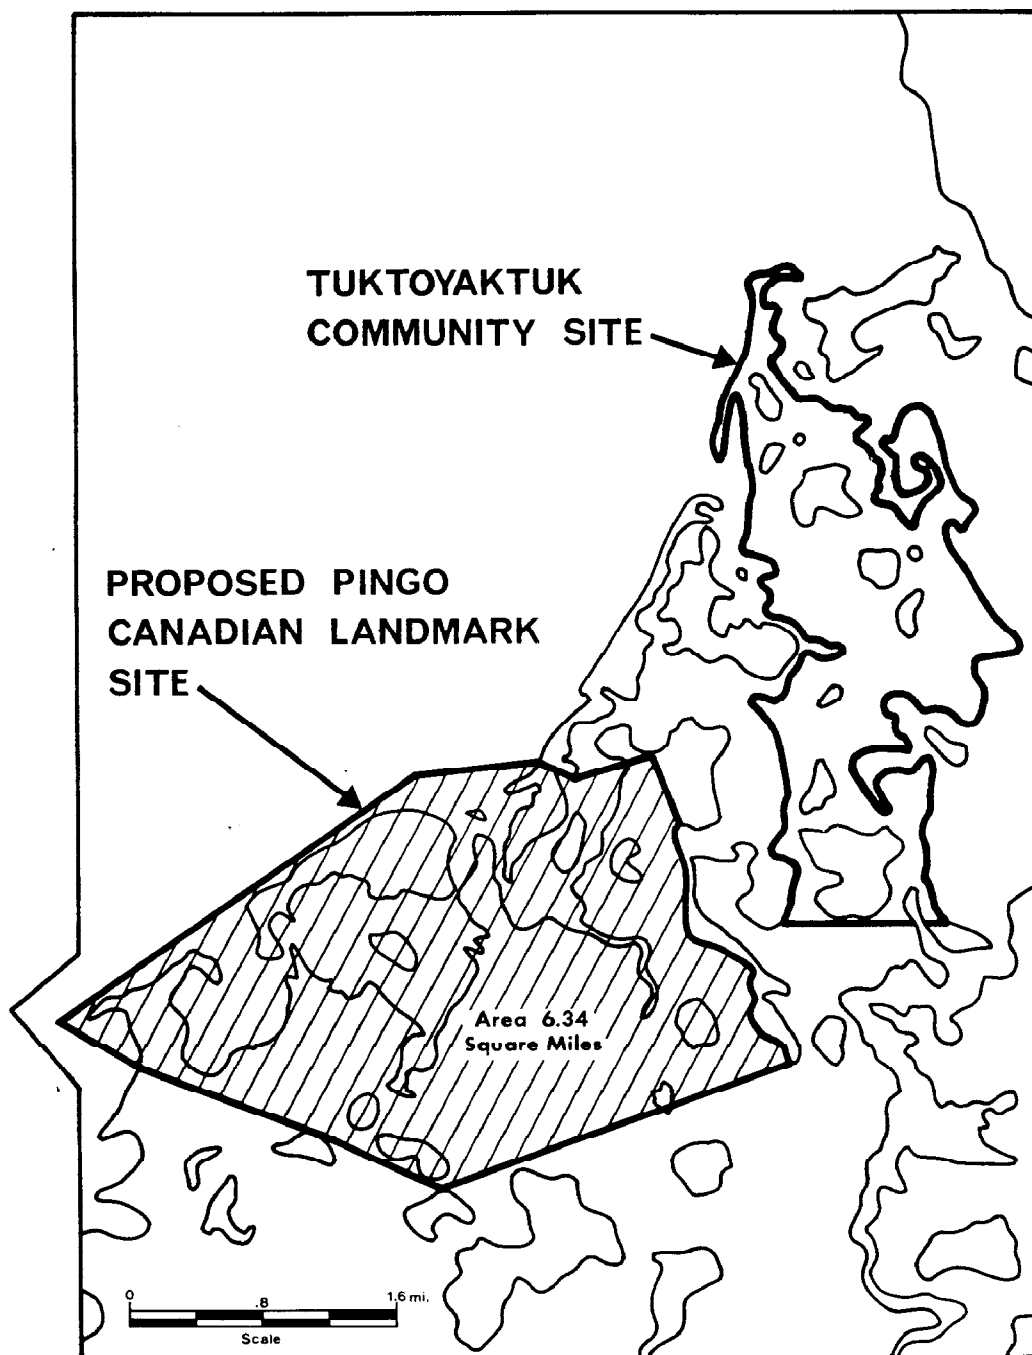 TUKTOYAKTUK
COMMUNITY SITE
PROPOSED PINGO
CANADIAN LANDMARK
SITE
Area 6.34
Square Miles
0
.8
1.6 mi.
Scale